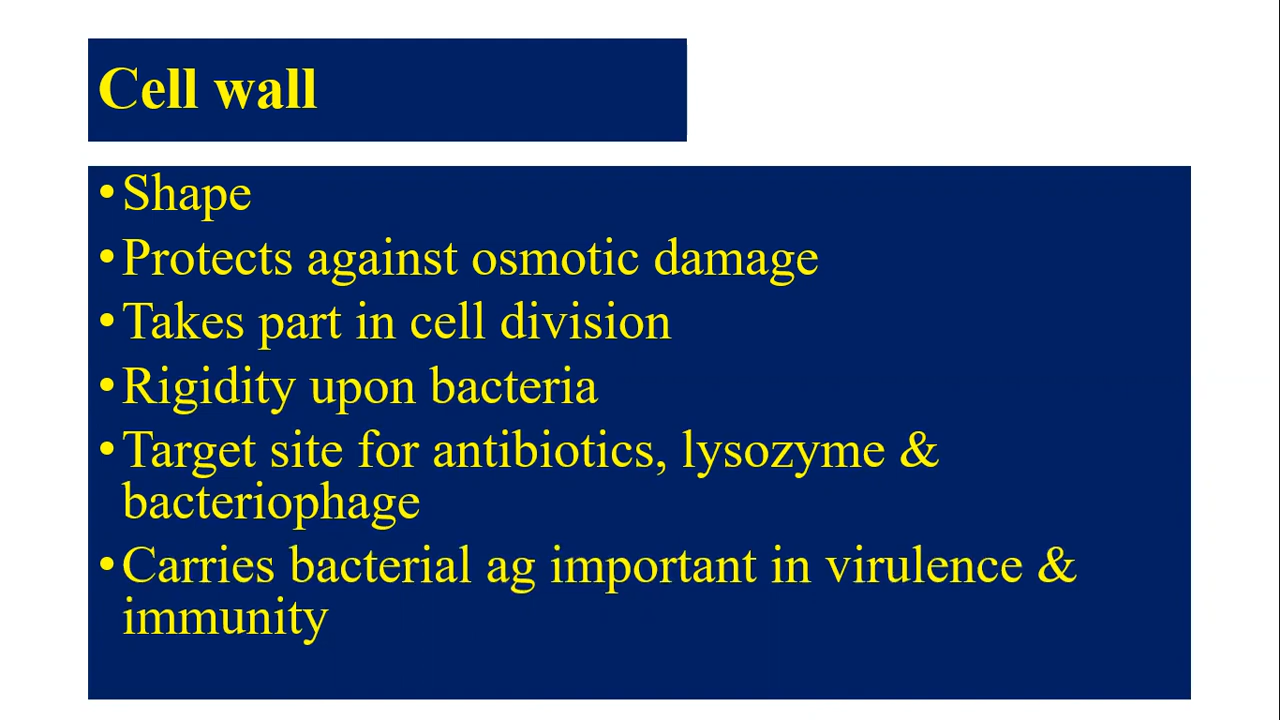 Cell wall
•Shape
•Protects against osmotic damage
•Takes part in cell division
•Rigidity upon bacteria
•Target site for antibiotics, lysozyme &
bacteriophage
•Carries bacterial ag important in virulence &
immunity